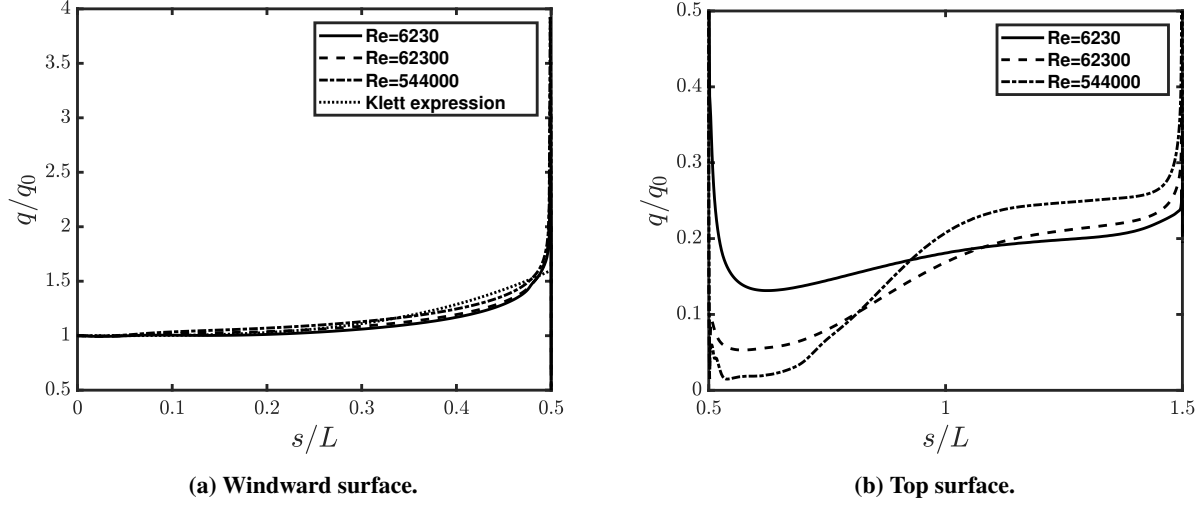 4
3.5
3
2.5
2
1.5
1
0.5
q/q₀
Re=6230
Re=62300
Re=544000
Klett expression
0 0.1 0.2 0.3 0.4 0.5
s/L
(a) Windward surface.
0.5
0.4
0.3
0.2
0.1
0
q/q₀
Re=6230
Re=62300
Re=544000
0.5 1 1.5
s/L
(b) Top surface.